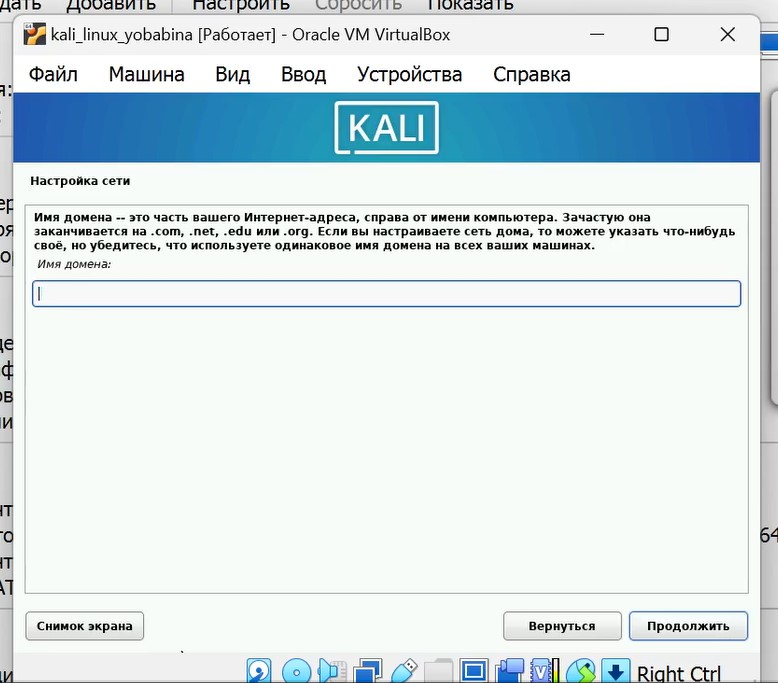 Добавить
Настроить
Сбросить
Показать
kali_linux_yobabina [Работает] - Oracle VM VirtualBox
Файл Машина Вид Ввод Устройства Справка
KALI
Настройка сети
Имя домена -- это часть вашего Интернет-адреса, справа от имени компьютера. Зачастую она
заканчивается на .com, .net, .edu или .org. Если вы настраиваете сеть дома, то можете указать что-нибудь
своё, но убедитесь, что используете одинаковое имя домена на всех ваших машинах.
Имя домена:
Снимок экрана
Вернуться
Продолжить
Right Ctrl